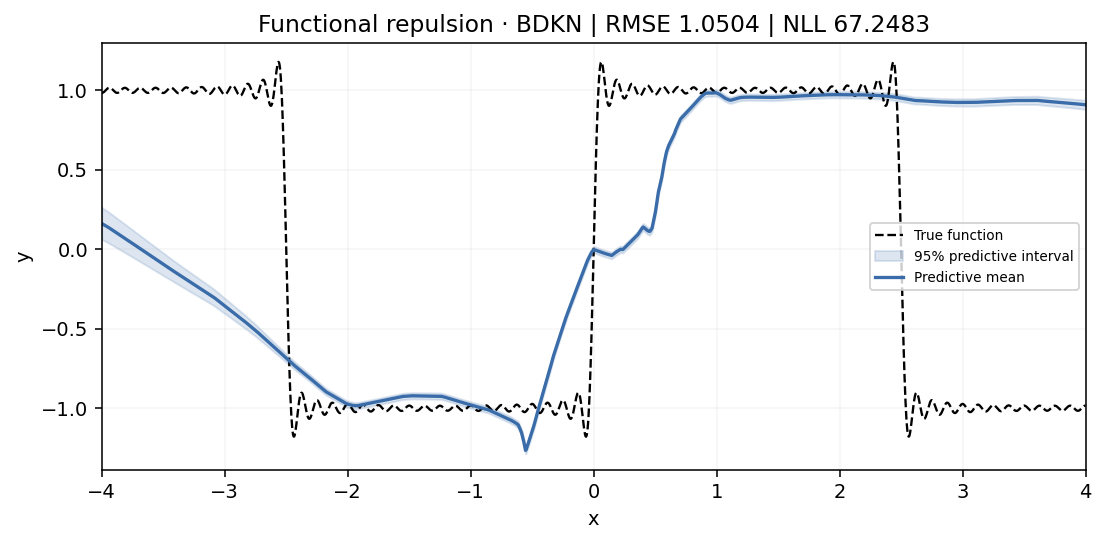 Functional repulsion · BDKN | RMSE 1.0504 | NLL 67.2483
1.0
0.5
0.0
−0.5
−1.0
y
True function
95% predictive interval
Predictive mean
−4
−3
−2
−1
0
1
2
3
4
x